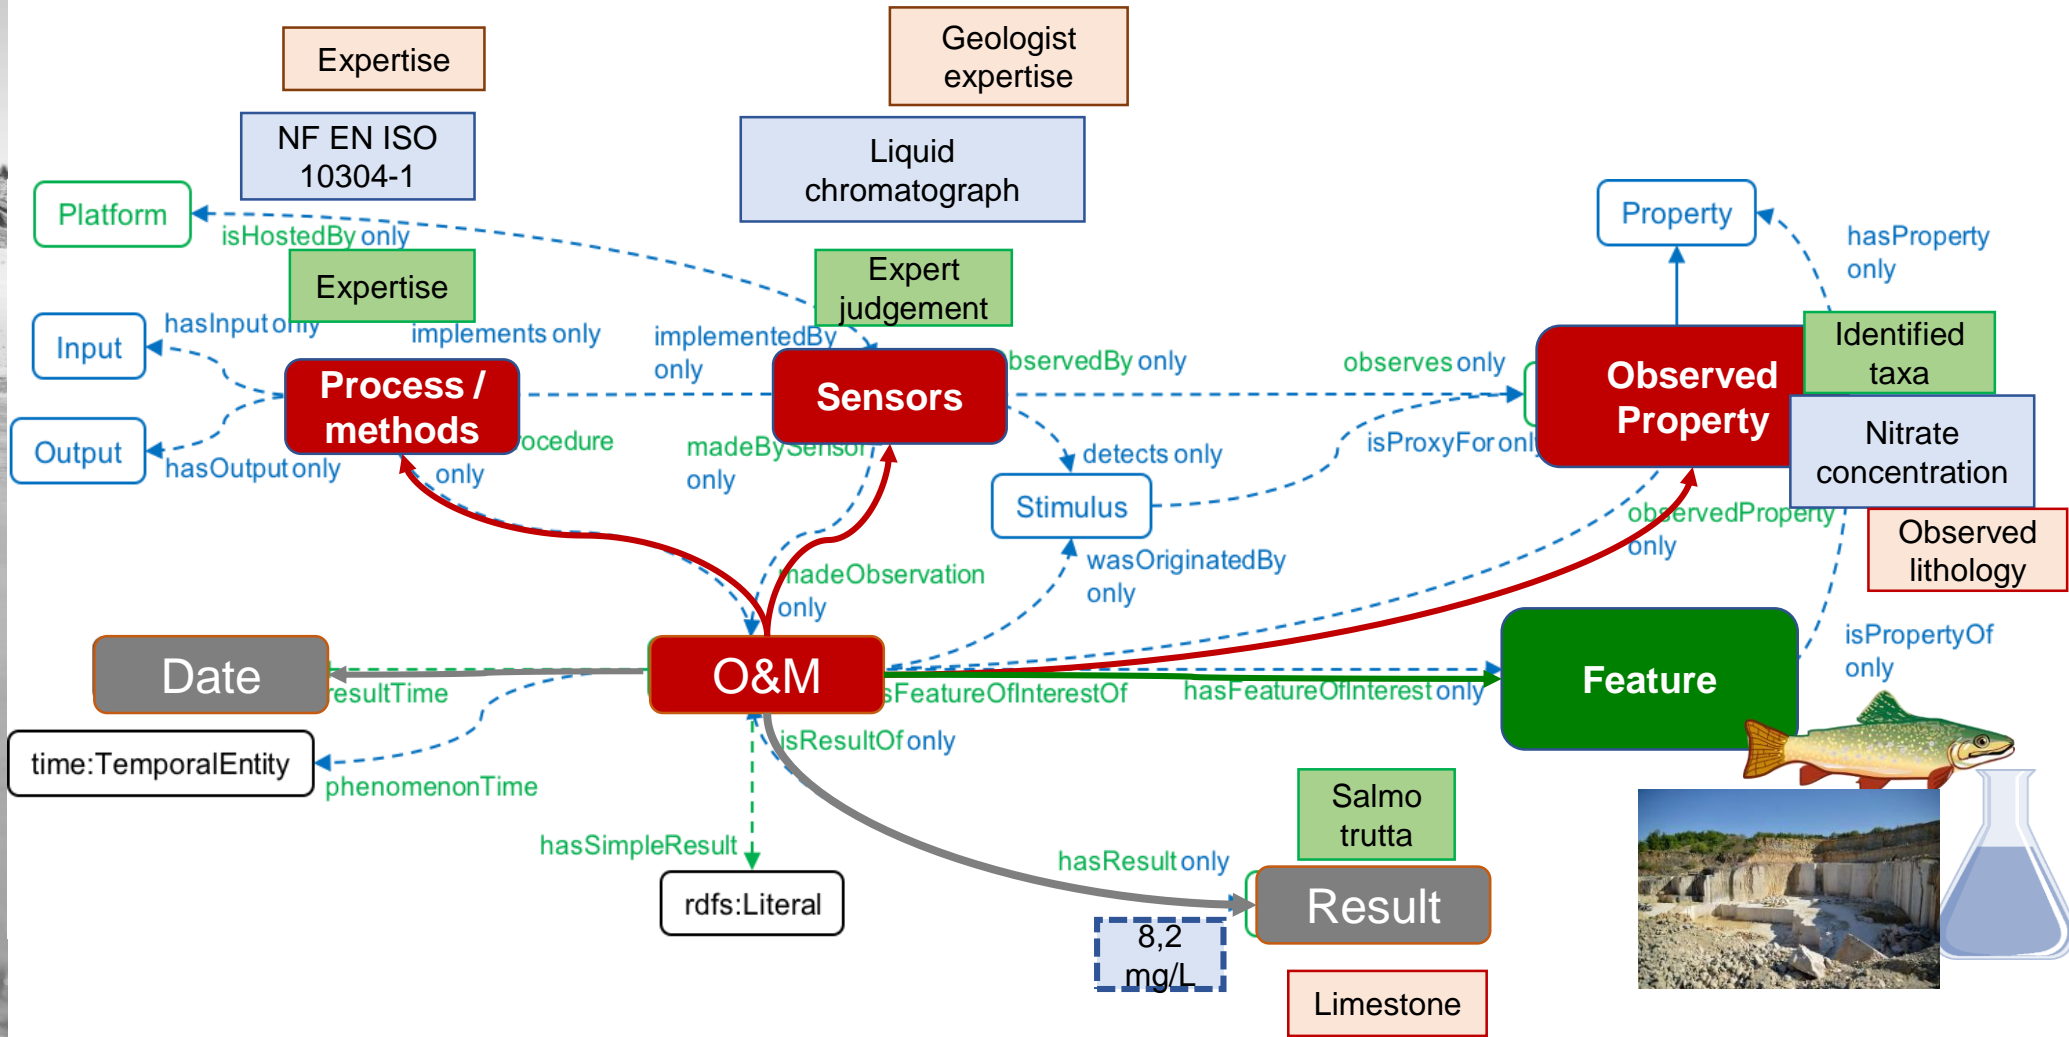 Expertise
Geologist
expertise
NF EN ISO
10304-1
Liquid
chromatograph
Platform
isHostedBy only
Property
hasProperty
only
Expertise
Expert
judgement
Input
hasInput only
implements only
implementedBy
only
bservedBy only
observes only
Identified
taxa
Process /
methods
Sensors
Observed
Property
Nitrate
concentration
Output
hasOutput only
ocedure
only
madeBySensor
only
detects only
isProxyFor only
Stimulus
observedProperty
only
Observed
lithology
madeObservation
only
wasOriginatedBy
only
isPropertyOf
only
Date
resultTime
O&M
sFeatureOfInterestOf
hasFeatureOfInterest only
Feature
time:TemporalEntity
phenomenonTime
isResultOf only
hasSimpleResult
rdfs:Literal
hasResult only
Salmo
trutta
Result
8,2
mg/L
Limestone